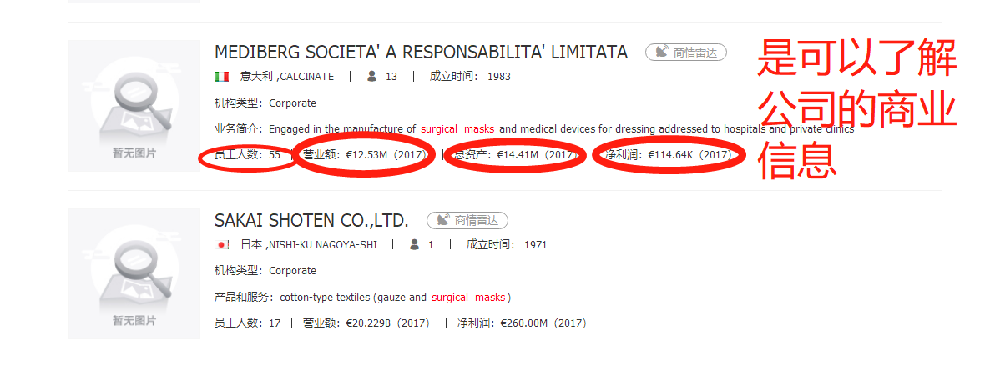 MEDIBERG SOCIETA' A RESPONSABILITA' LIMITATA 商情雷达
意大利 ,CALCINATE | 13 | 成立时间： 1983
机构类型：Corporate
业务简介：Engaged in the manufacture of surgical masks and medical devices for dressing addressed to hospitals and private clinics
员工人数：55 | 营业额：€12.53M（2017） | 总资产：€14.41M（2017） | 净利润：€114.64K（2017）
暂无图片
是可以了解
公司的商业
信息
SAKAI SHOTEN CO.,LTD. 商情雷达
日本 ,NISHI-KU NAGOYA-SHI | 1 | 成立时间： 1971
机构类型：Corporate
产品和服务：cotton-type textiles (gauze and surgical masks)
员工人数：17 | 营业额：€20.229B（2017） | 净利润：€260.00M（2017）
暂无图片